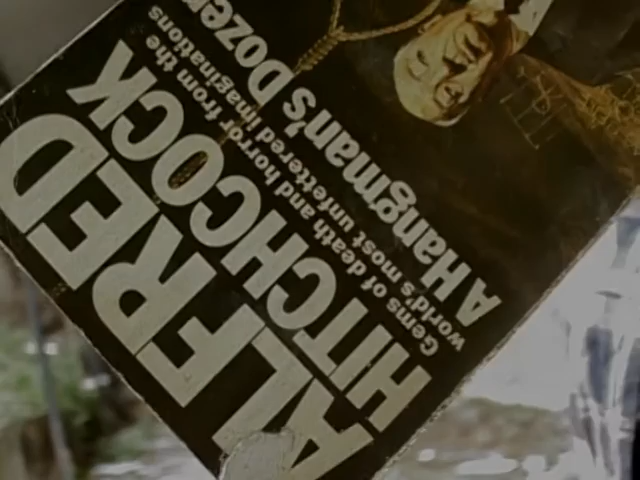 ALFRED
HITCHCOCK
Gems of death and horror from the
world's most unfettered imaginations
A Hangman's Dozen